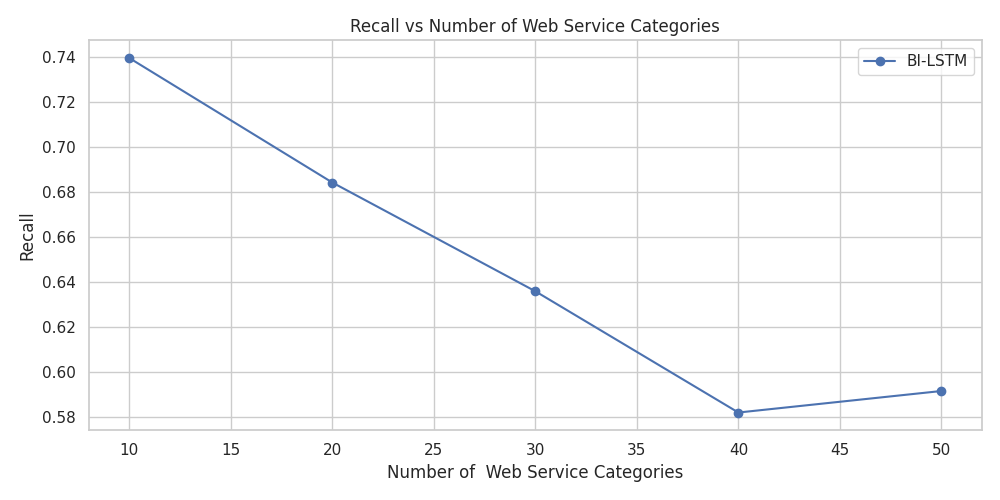 Recall vs Number of Web Service Categories
BI-LSTM
0.74
0.72
0.70
0.68
0.66
0.64
0.62
0.60
0.58
Recall
10 15 20 25 30 35 40 45 50
Number of  Web Service Categories